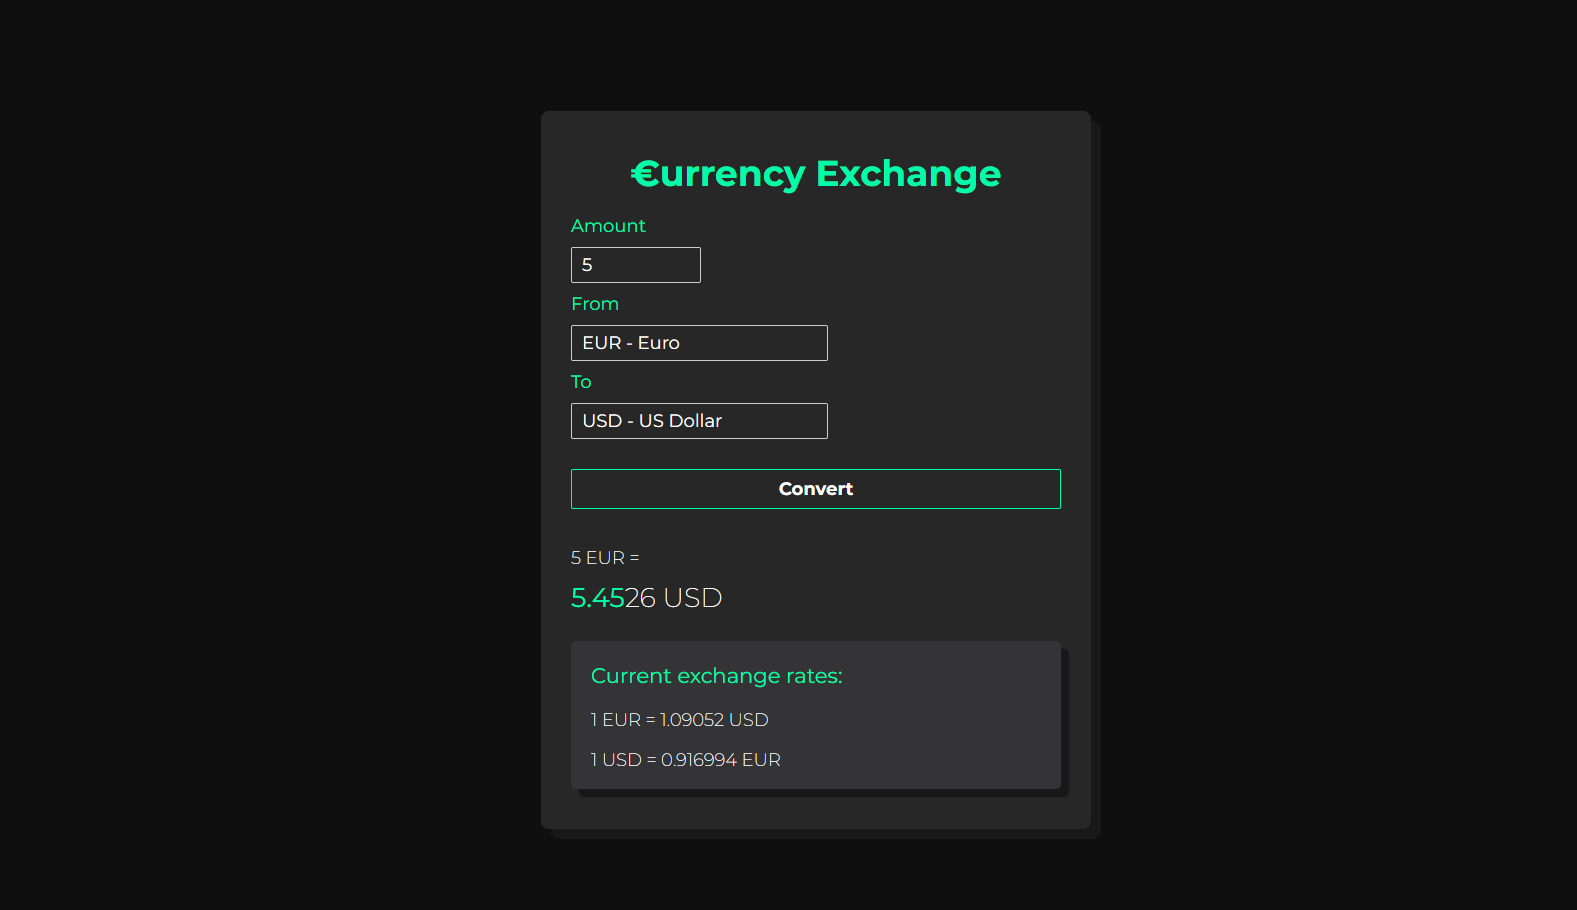 €urrency Exchange
Amount
5
From
EUR - Euro
To
USD - US Dollar
Convert
5 EUR =
5.4526 USD
Current exchange rates:
1 EUR = 1.09052 USD
1 USD = 0.916994 EUR